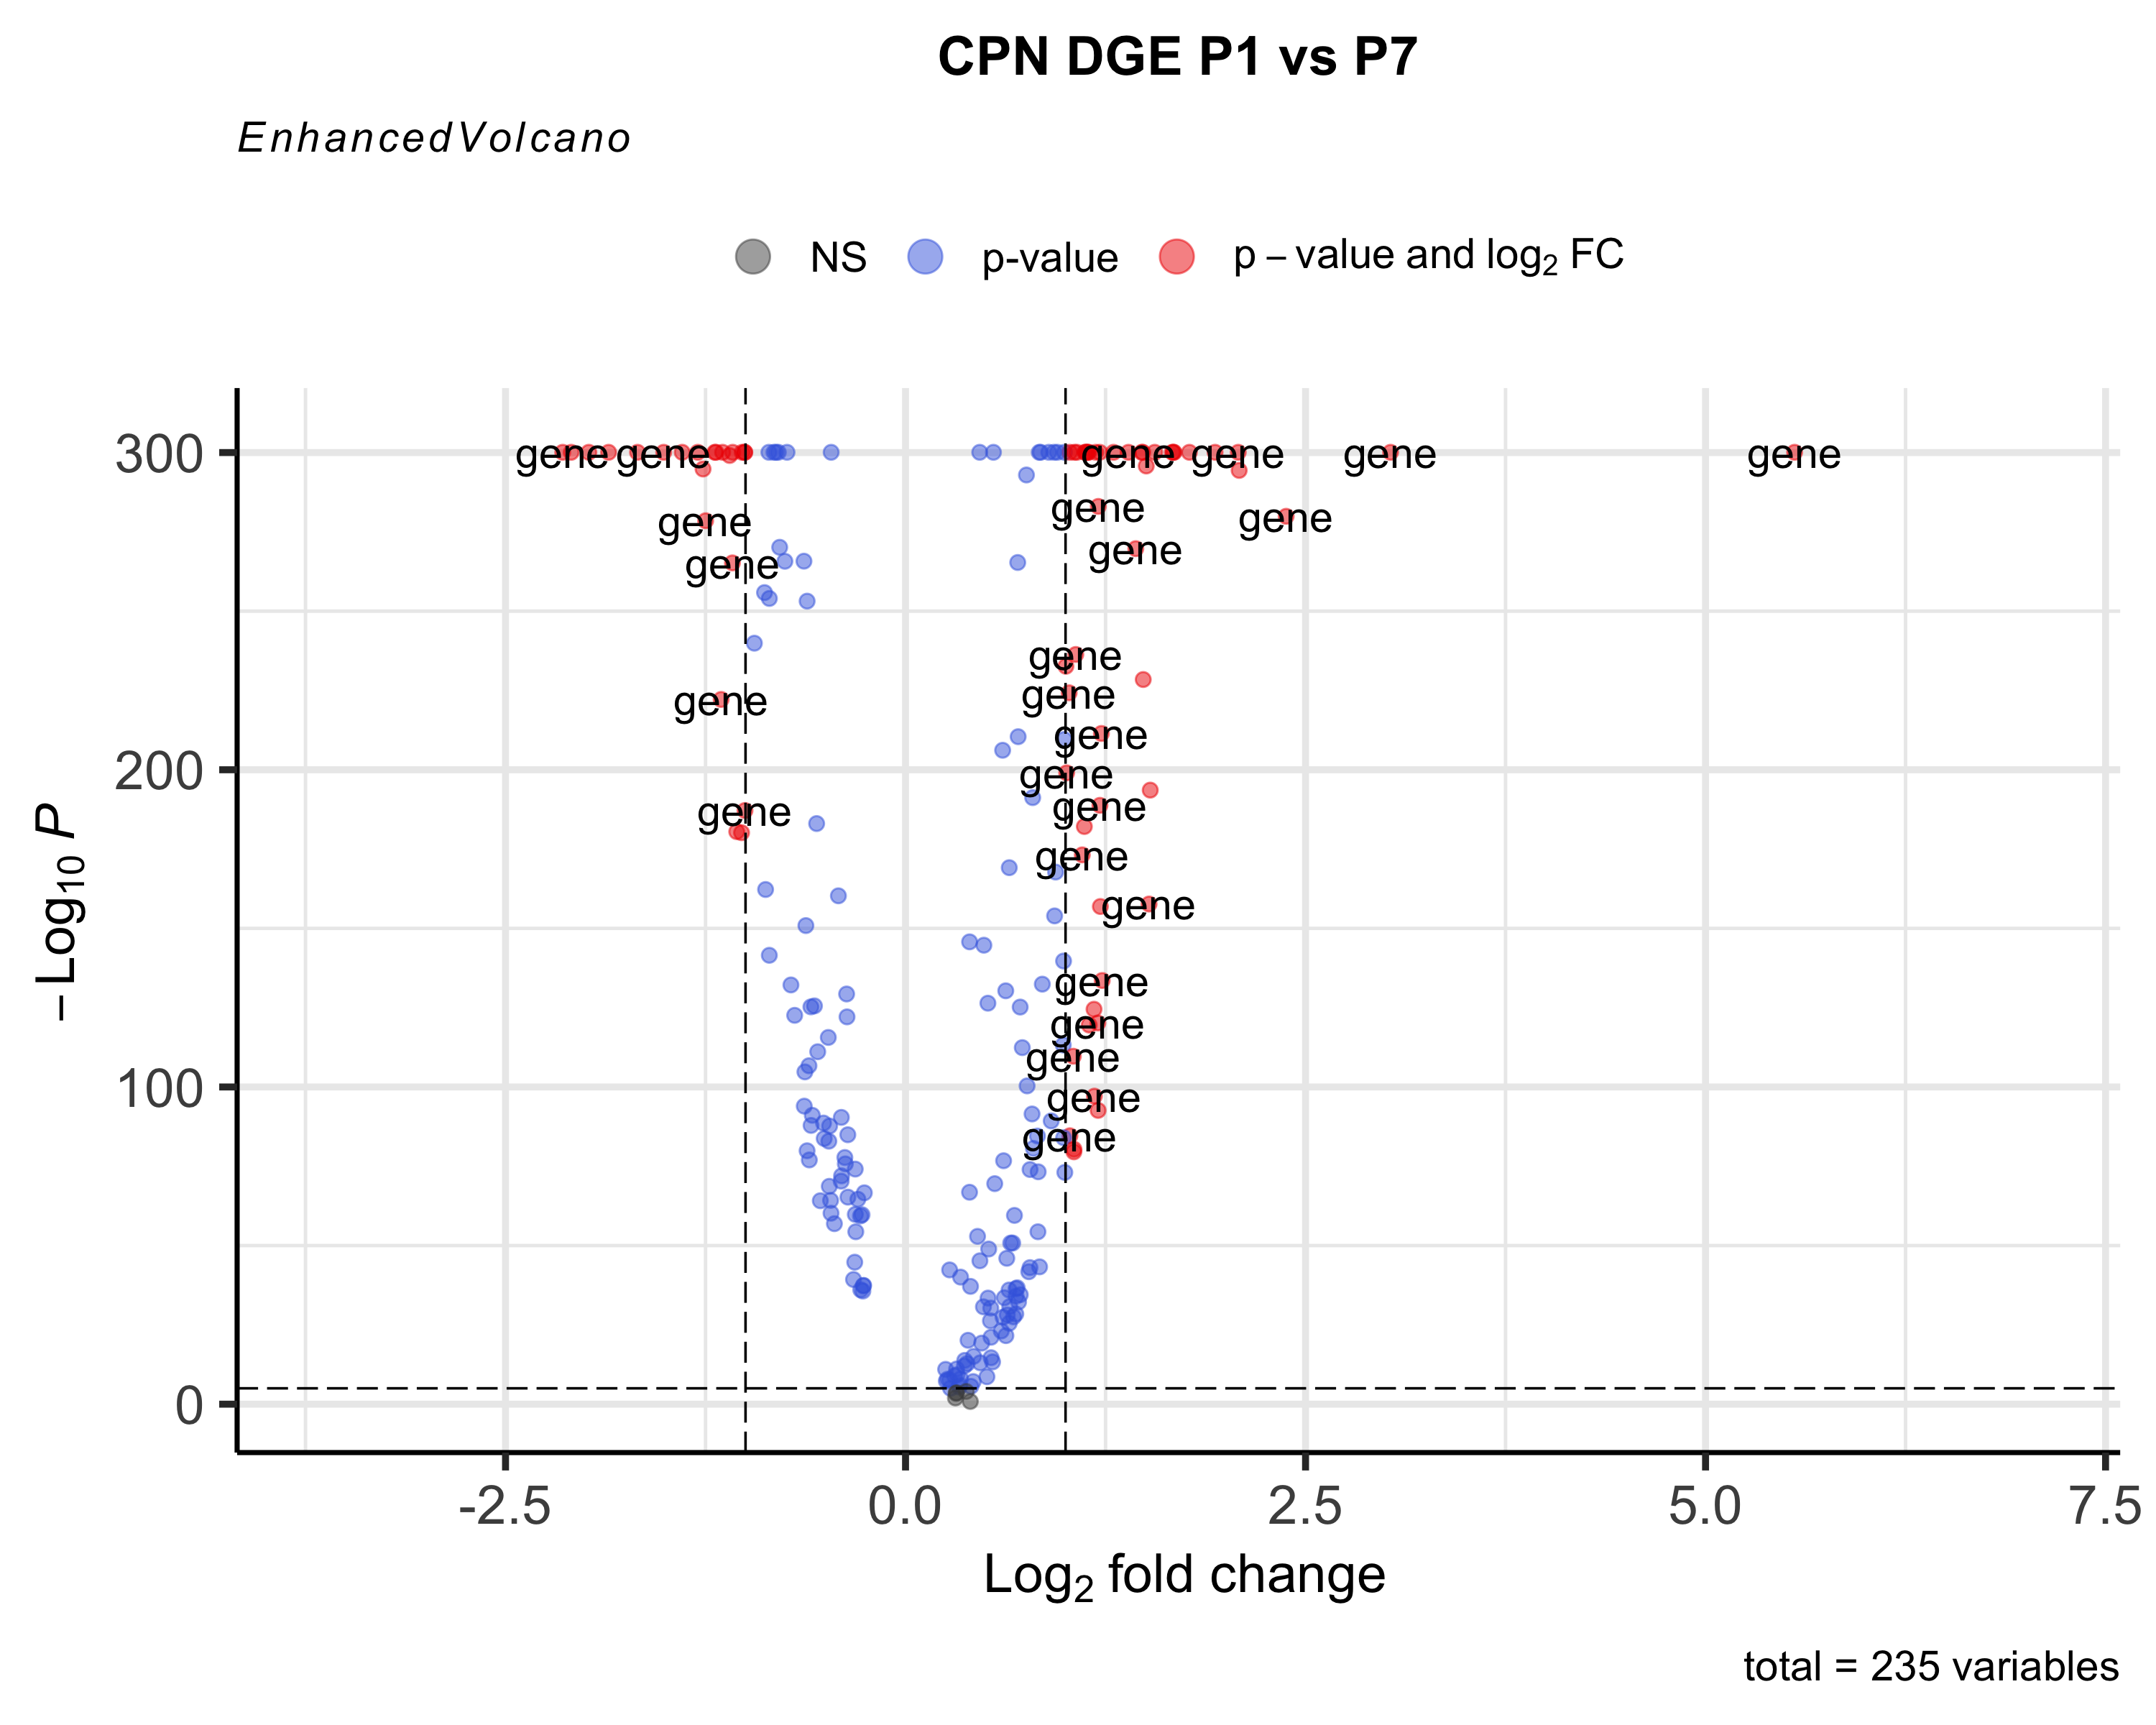 CPN DGE P1 vs P7
EnhancedVolcano
NS p-value p – value and log₂ FC
300
gene gene gene gene gene gene
gene
gene gene
gene
gene
gene
gene
gene
gene
200
gene
gene
gene
gene
gene
gene
gene
gene
100
gene
gene
0
−Log₁₀ P
-2.5 0.0 2.5 5.0 7.5
Log₂ fold change
total = 235 variables